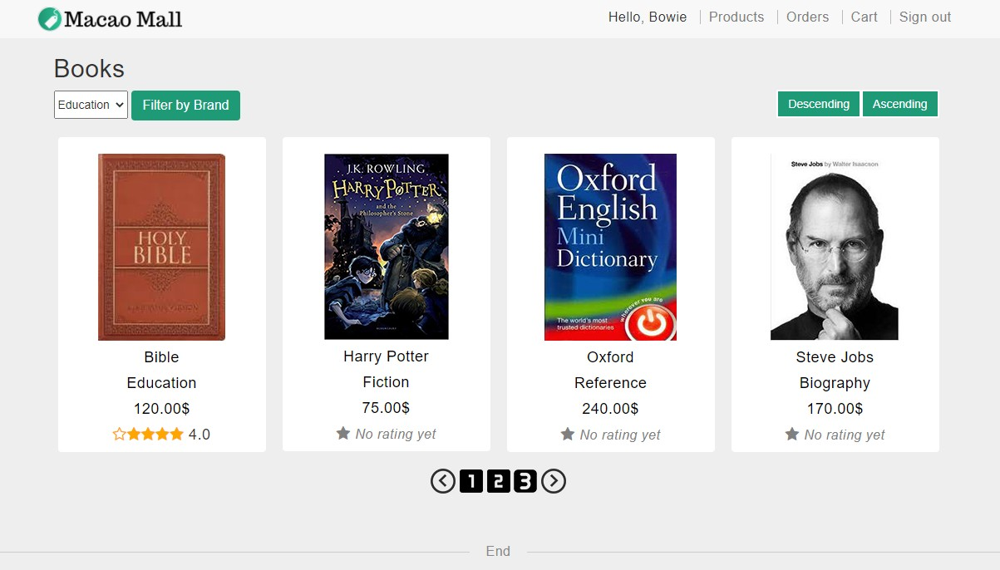 Macao Mall
Hello, Bowie
Products
Orders
Cart
Sign out
Books
Education
Filter by Brand
Descending
Ascending
HOLY
BIBLE
Bible
Education
120.00$
4.0
J.K. ROWLING
HARRY POTTER
and the
Philosopher's Stone
Harry Potter
Fiction
75.00$
No rating yet
Oxford
English
Mini
Dictionary
wherever you are
The world's most
trusted dictionaries
Oxford
Reference
240.00$
No rating yet
Steve Jobs by Walter Isaacson
Steve Jobs
Biography
170.00$
No rating yet
1 2 3
End